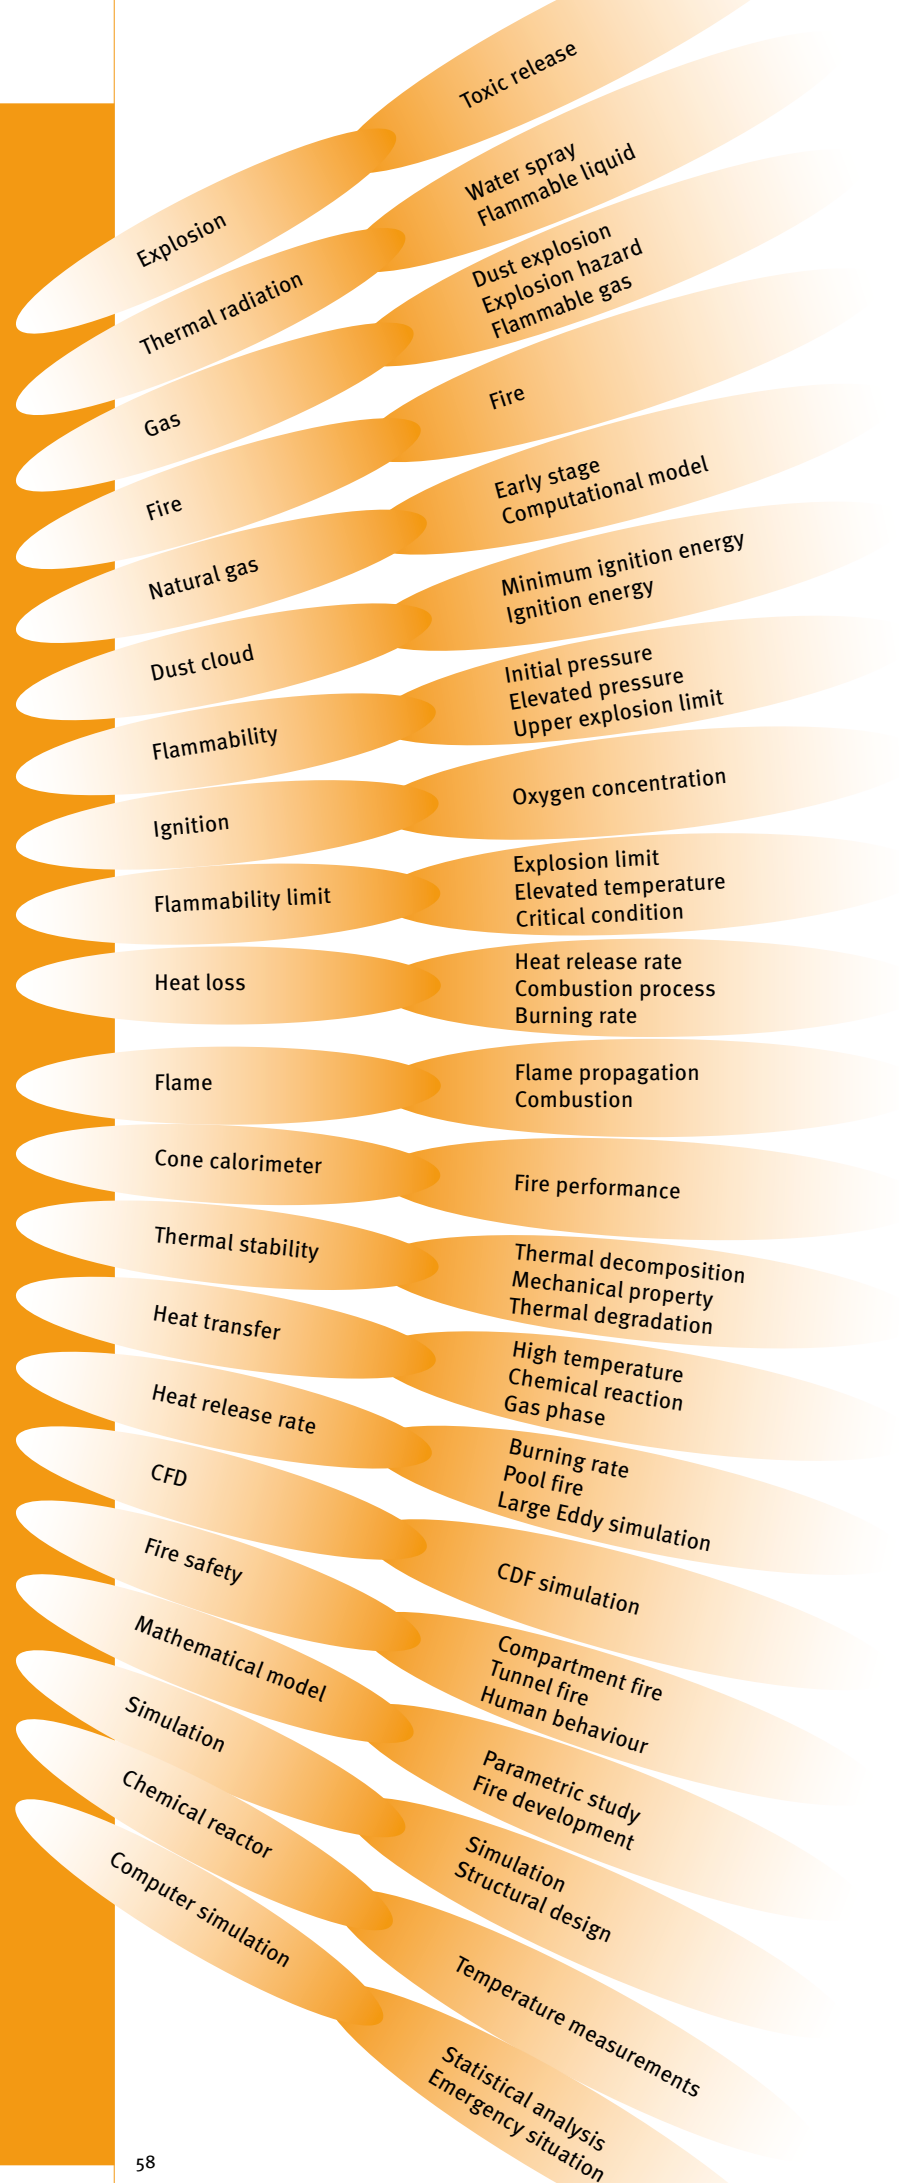 Explosion
Toxic release
Thermal radiation
Water spray
Flammable liquid
Gas
Dust explosion
Explosion hazard
Flammable gas
Fire
Fire
Natural gas
Early stage
Computational model
Dust cloud
Minimum ignition energy
Ignition energy
Flammability
Initial pressure
Elevated pressure
Upper explosion limit
Ignition
Oxygen concentration
Flammability limit
Explosion limit
Elevated temperature
Critical condition
Heat loss
Heat release rate
Combustion process
Burning rate
Flame
Flame propagation
Combustion
Cone calorimeter
Fire performance
Thermal stability
Thermal decomposition
Mechanical property
Thermal degradation
Heat transfer
High temperature
Chemical reaction
Gas phase
Heat release rate
Burning rate
Pool fire
Large Eddy simulation
CFD
CDF simulation
Fire safety
Compartment fire
Tunnel fire
Human behaviour
Mathematical model
Parametric study
Fire development
Simulation
Simulation
Structural design
Chemical reactor
Temperature measurements
Computer simulation
Statistical analysis
Emergency situation
58